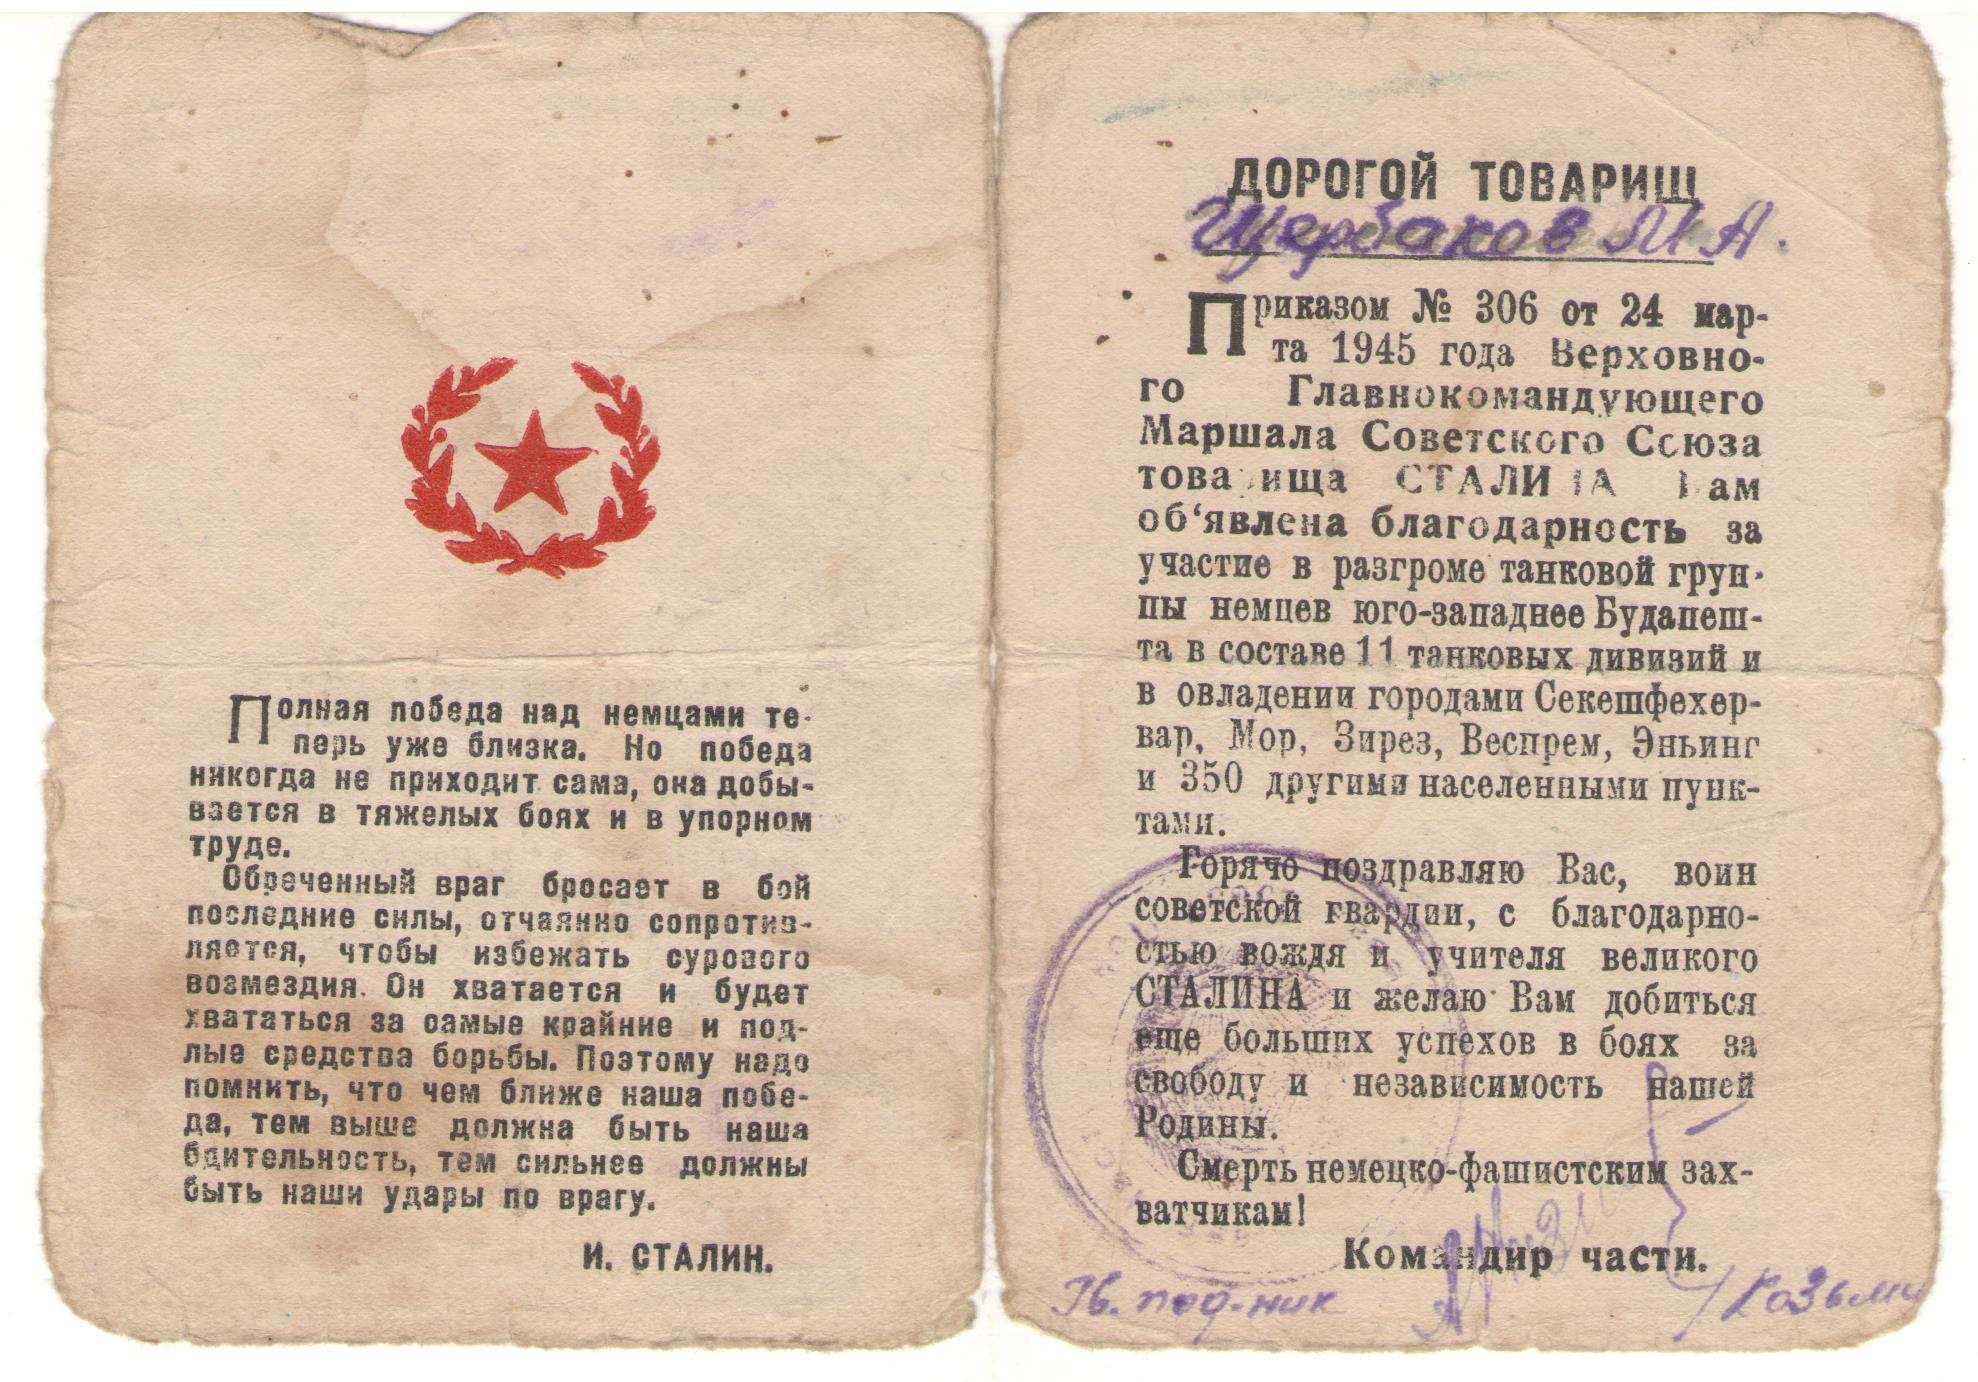 Полная победа над немцами те-
перь уже близка. Но победа
никогда не приходит сама, она добы-
вается в тяжелых боях и в упорном
труде.
Обреченный враг бросает в бой
последние силы, отчаянно сопротив-
ляется, чтобы избежать сурового
возмездия. Он хватается и будет
хвататься за самые крайние и под-
лые средства борьбы. Поэтому надо
помнить, что чем ближе наша побе-
да, тем выше должна быть наша
бдительность, тем сильнее должны
быть наши удары по врагу.
И. СТАЛИН.
ДОРОГОЙ ТОВАРИЩ
Щербаков М А.
Приказом № 306 от 24 мар-
та 1945 года Верховно-
го Главнокомандующего
Маршала Советского Союза
товарища СТАЛИНА Вам
об'явлена благодарность за
участие в разгроме танковой груп-
пы немцев юго-западнее Будапеш-
та в составе 11 танковых дивизий и
в овладении городами Секешфехер-
вар, Мор, Зирез, Веспрем, Эньинг
и 350 другими населенными пунк-
тами.
Горячо поздравляю Вас, воин
советской гвардии, с благодарно-
стью вождя и учителя великого
СТАЛИНА и желаю Вам добиться
еще больших успехов в боях за
свободу и независимость нашей
Родины.
Смерть немецко-фашистским зах-
ватчикам!
Командир части.
Гв. под-ник /Козьми